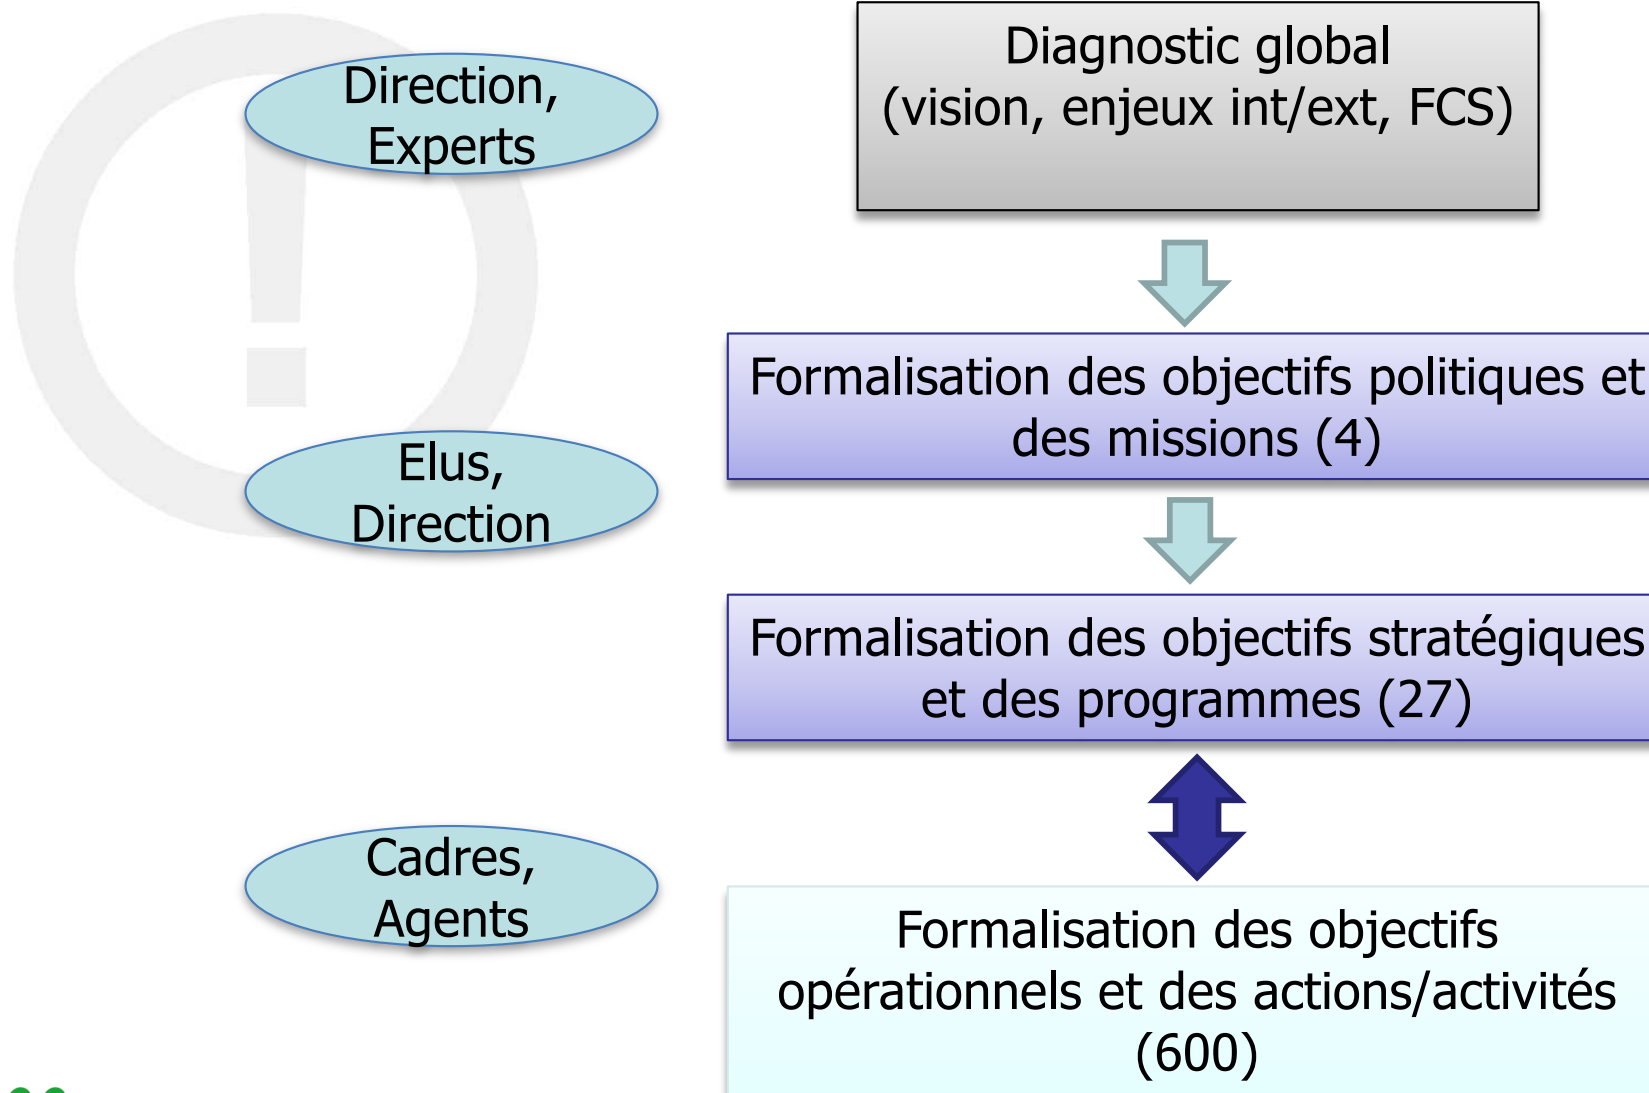 Direction,
Experts
Diagnostic global
(vision, enjeux int/ext, FCS)
Formalisation des objectifs politiques et
des missions (4)
Elus,
Direction
Formalisation des objectifs stratégiques
et des programmes (27)
Cadres,
Agents
Formalisation des objectifs
opérationnels et des actions/activités
(600)